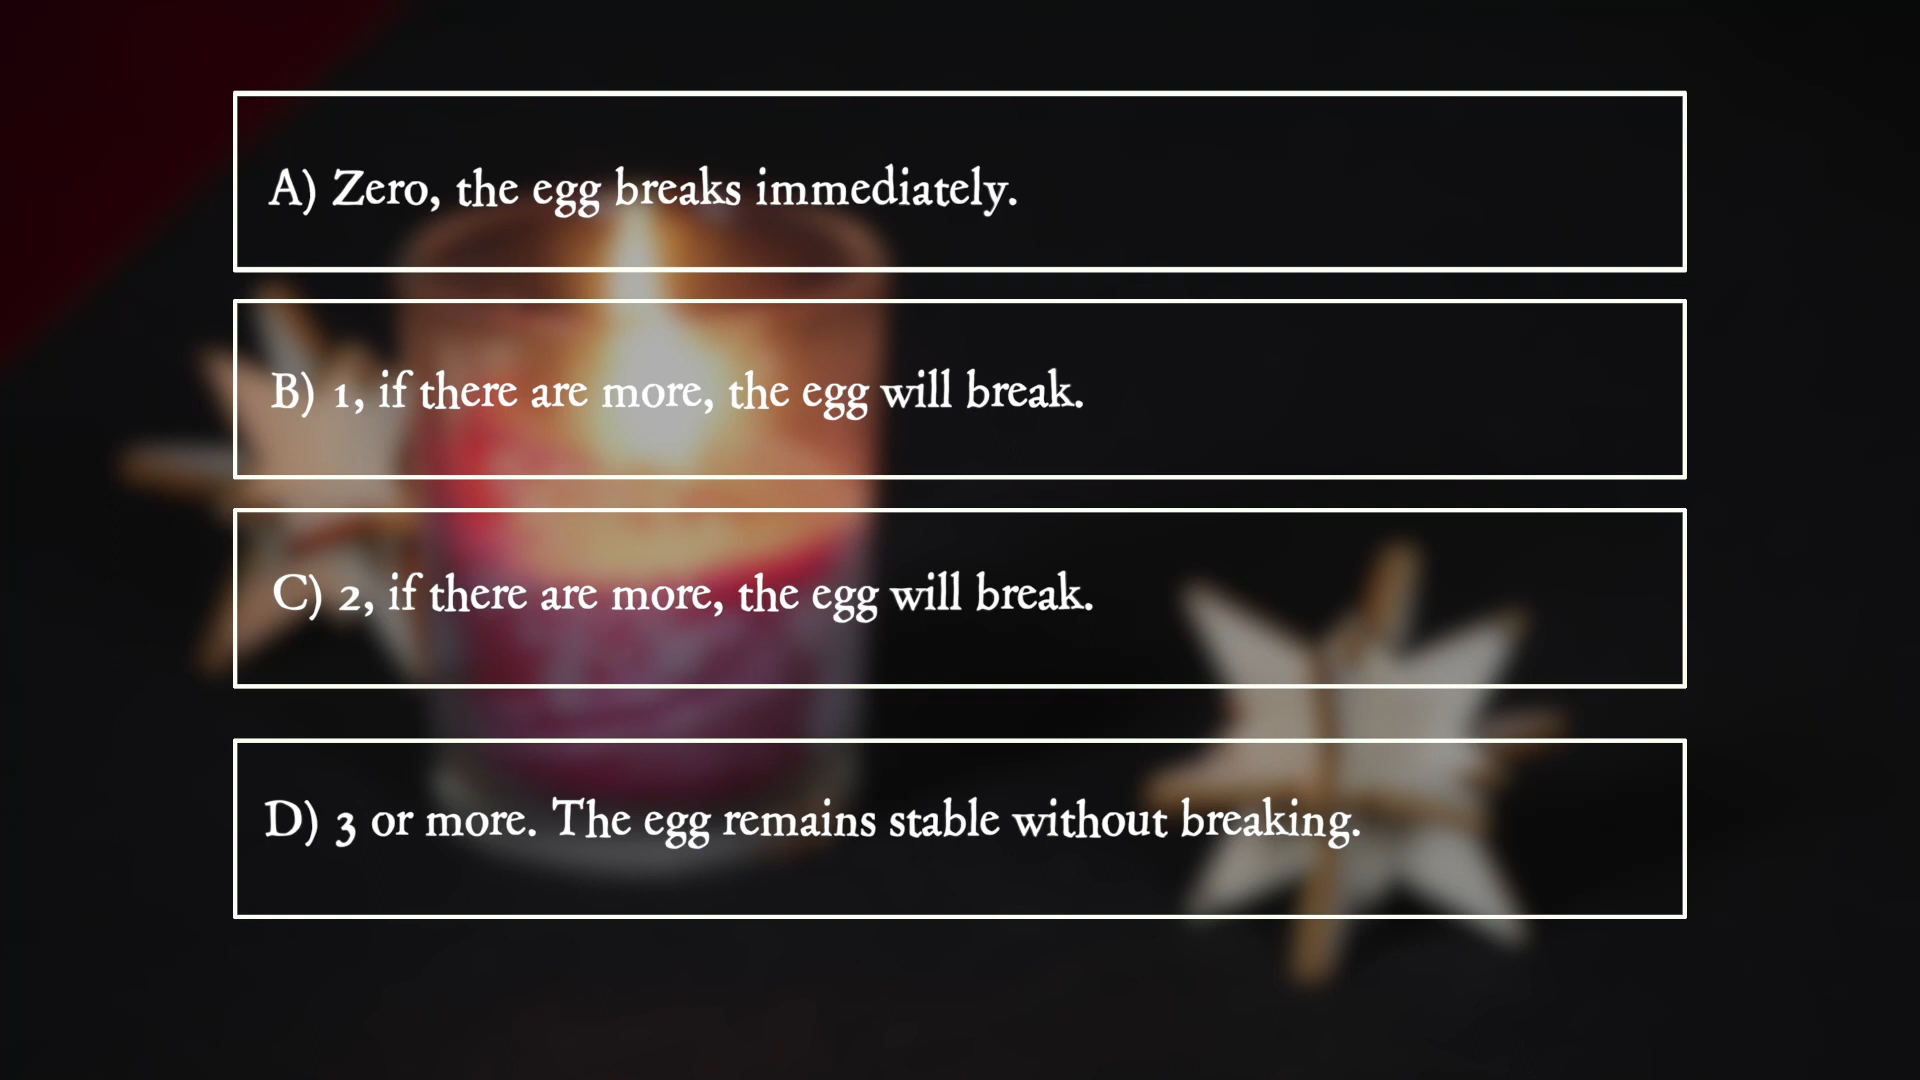 A) Zero, the egg breaks immediately.
B) 1, if there are more, the egg will break.
C) 2, if there are more, the egg will break.
D) 3 or more. The egg remains stable without breaking.